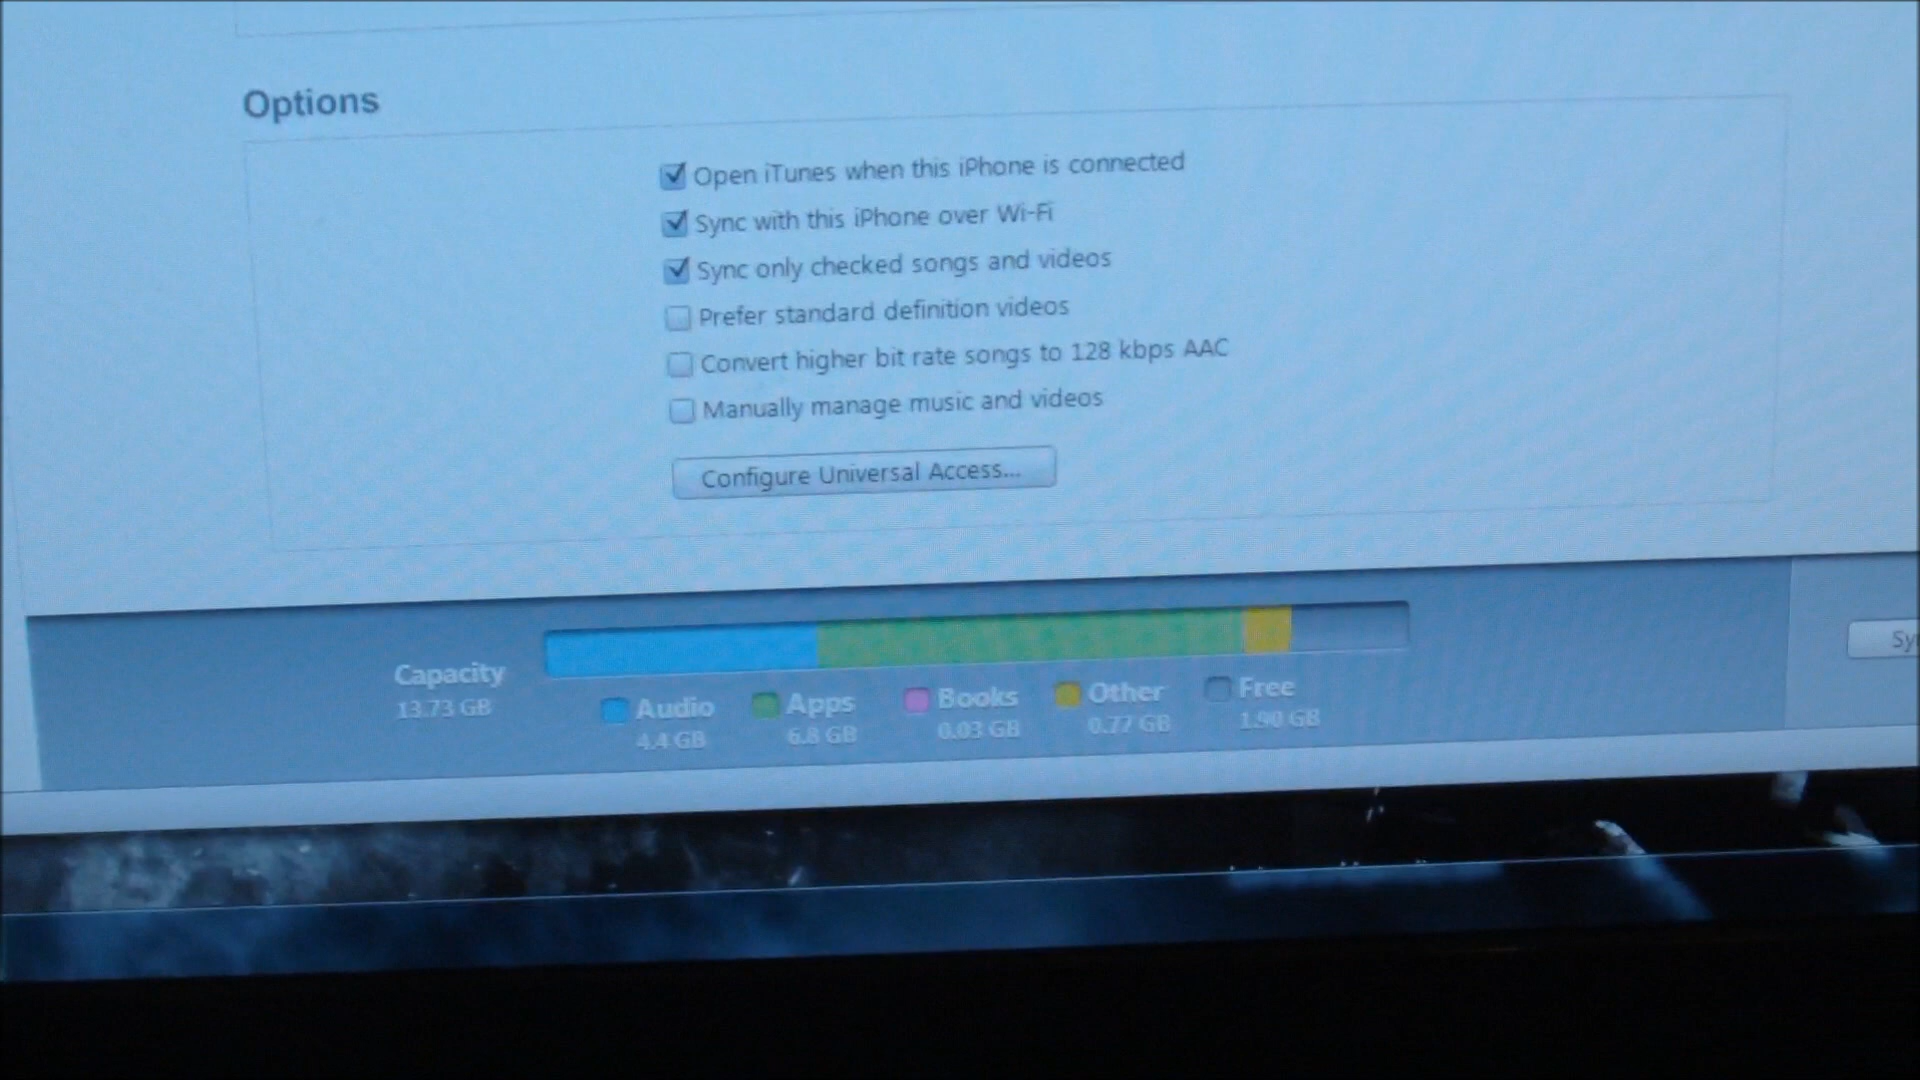 Options
Open iTunes when this iPhone is connected
Sync with this iPhone over Wi-Fi
Sync only checked songs and videos
Prefer standard definition videos
Convert higher bit rate songs to 128 kbps AAC
Manually manage music and videos
Configure Universal Access...
Capacity
13.73 GB
Audio Apps Books Other Free
4.4 GB 6.8 GB 0.03 GB 0.77 GB 1.90 GB
Sy